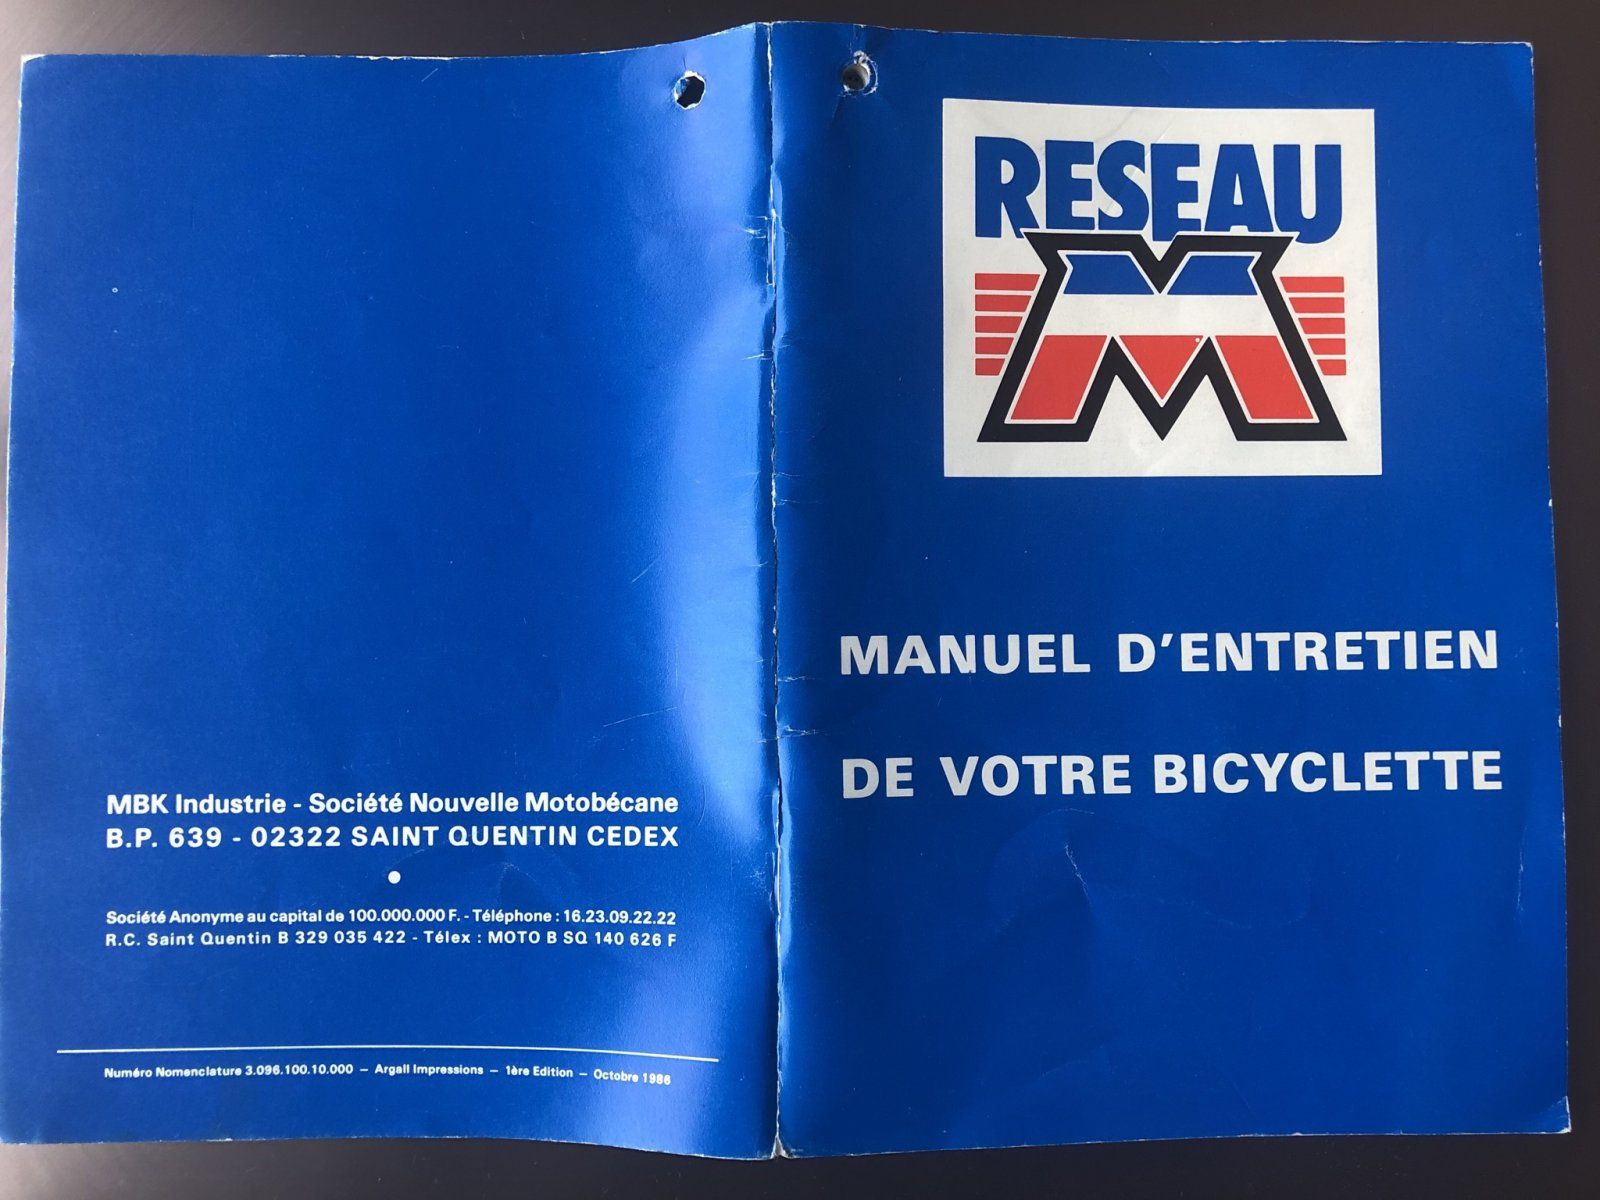 RESEAU
M
MANUEL D'ENTRETIEN
DE VOTRE BICYCLETTE
MBK Industrie - Société Nouvelle Motobécane
B.P. 639 - 02322 SAINT QUENTIN CEDEX
Société Anonyme au capital de 100.000.000 F. - Téléphone : 16.23.09.22.22
R.C. Saint Quentin B 329 035 422 - Télex : MOTO B SQ 140 626 F
Numéro Nomenclature 3.096.100.10.000 — Argall Impressions — 1ère Edition — Octobre 1986